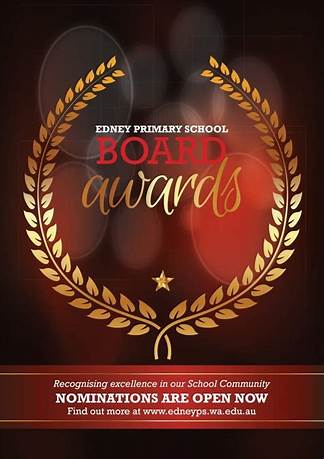 EDNEY PRIMARY SCHOOL
BOARD
awards
Recognising excellence in our School Community
NOMINATIONS ARE OPEN NOW
Find out more at www.edneyps.wa.edu.au